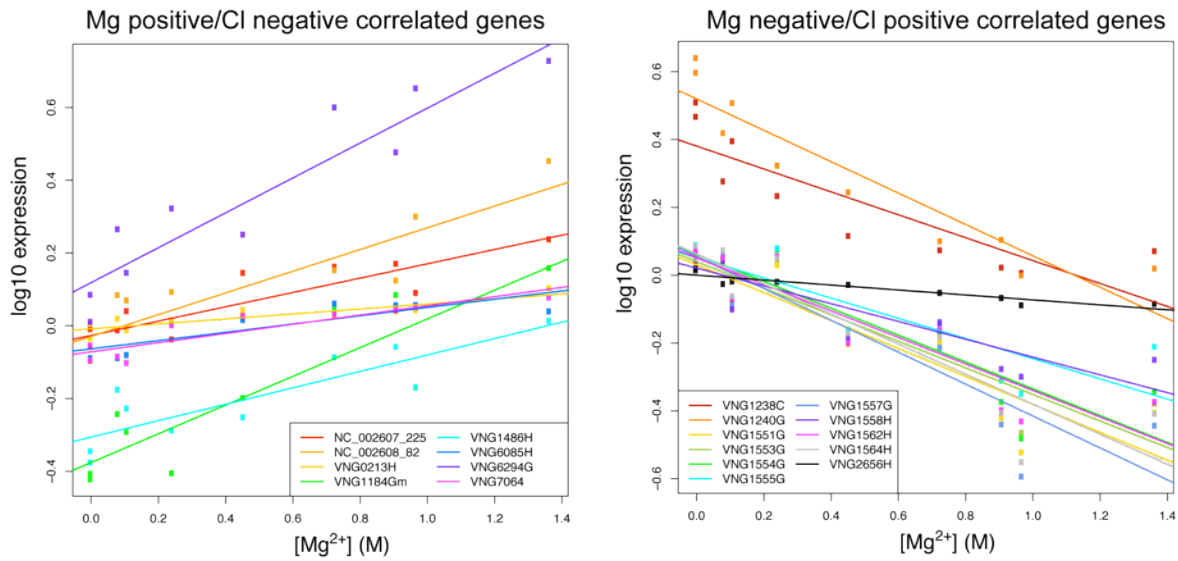 Mg positive/Cl negative correlated genes
log10 expression
0.6
0.4
0.2
0.0
−0.2
−0.4
NC_002607_225
NC_002608_82
VNG0213H
VNG1184Gm
VNG1486H
VNG6085H
VNG6294G
VNG7064
0.0 0.2 0.4 0.6 0.8 1.0 1.2 1.4
[Mg2+] (M)
Mg negative/Cl positive correlated genes
log10 expression
0.6
0.4
0.2
0.0
−0.2
−0.4
−0.6
VNG1238C
VNG1240G
VNG1551G
VNG1553G
VNG1554G
VNG1555G
VNG1557G
VNG1558H
VNG1562H
VNG1564H
VNG2656H
0.0 0.2 0.4 0.6 0.8 1.0 1.2 1.4
[Mg2+] (M)